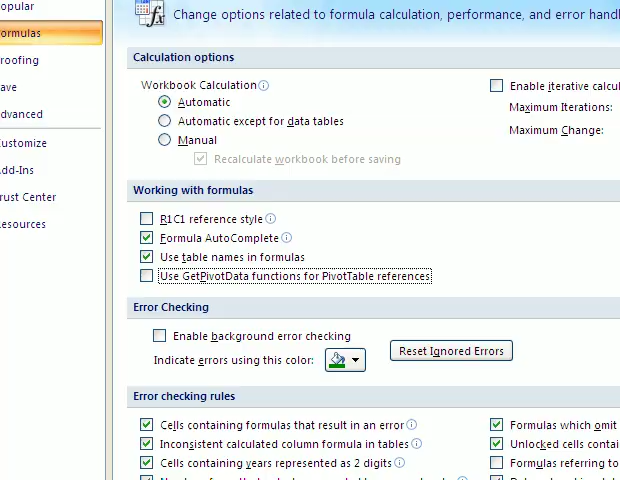 opular
Change options related to formula calculation, performance, and error handl
ormulas
roofing
ave
dvanced
ustomize
dd-Ins
rust Center
esources
Calculation options
Workbook Calculation
Automatic
Automatic except for data tables
Manual
Recalculate workbook before saving
Enable iterative calcul
Maximum Iterations:
Maximum Change:
Working with formulas
R1C1 reference style
Formula AutoComplete
Use table names in formulas
Use GetPivotData functions for PivotTable references
Error Checking
Enable background error checking
Indicate errors using this color:
Reset Ignored Errors
Error checking rules
Cells containing formulas that result in an error
Formulas which omit
Inconsistent calculated column formula in tables
Unlocked cells contai
Cells containing years represented as 2 digits
Formulas referring to